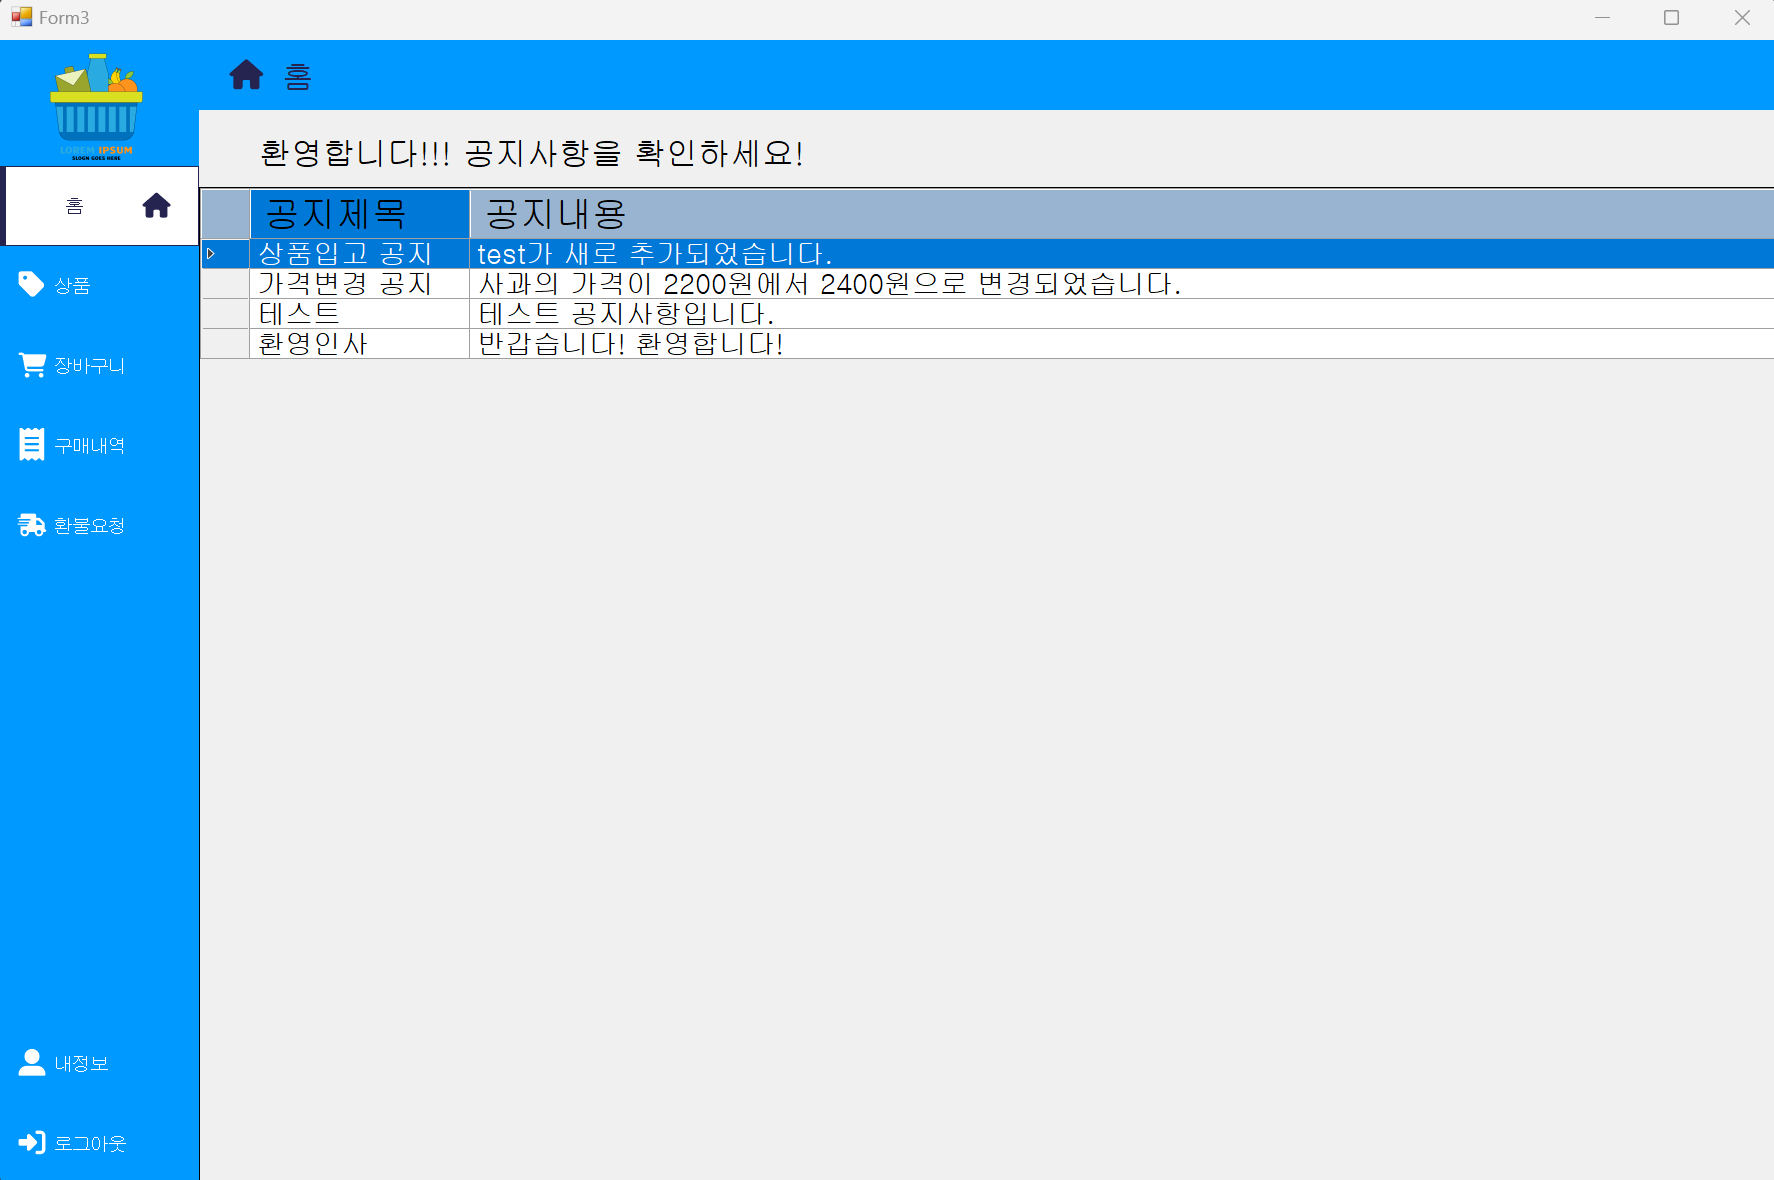 Form3
LOREM IPSUM
SLOGN GOES HERE
홈
환영합니다!!! 공지사항을 확인하세요!
홈
공지제목 공지내용
상품입고 공지 test가 새로 추가되었습니다.
가격변경 공지 사과의 가격이 2200원에서 2400원으로 변경되었습니다.
테스트 테스트 공지사항입니다.
환영인사 반갑습니다! 환영합니다!
상품
장바구니
구매내역
환불요청
내정보
로그아웃